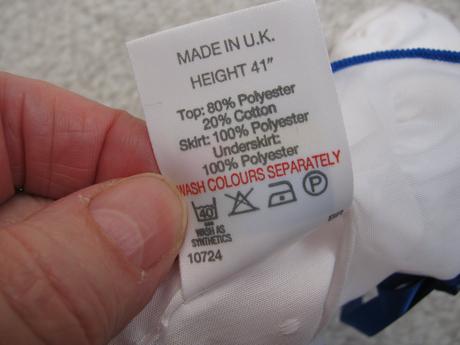 MADE IN U.K.
HEIGHT 41"
Top: 80% Polyester
20% Cotton
Skirt: 100% Polyester
Underskirt:
100% Polyester
WASH COLOURS SEPARATELY
40 P
WASH AS
SYNTHETICS
10724